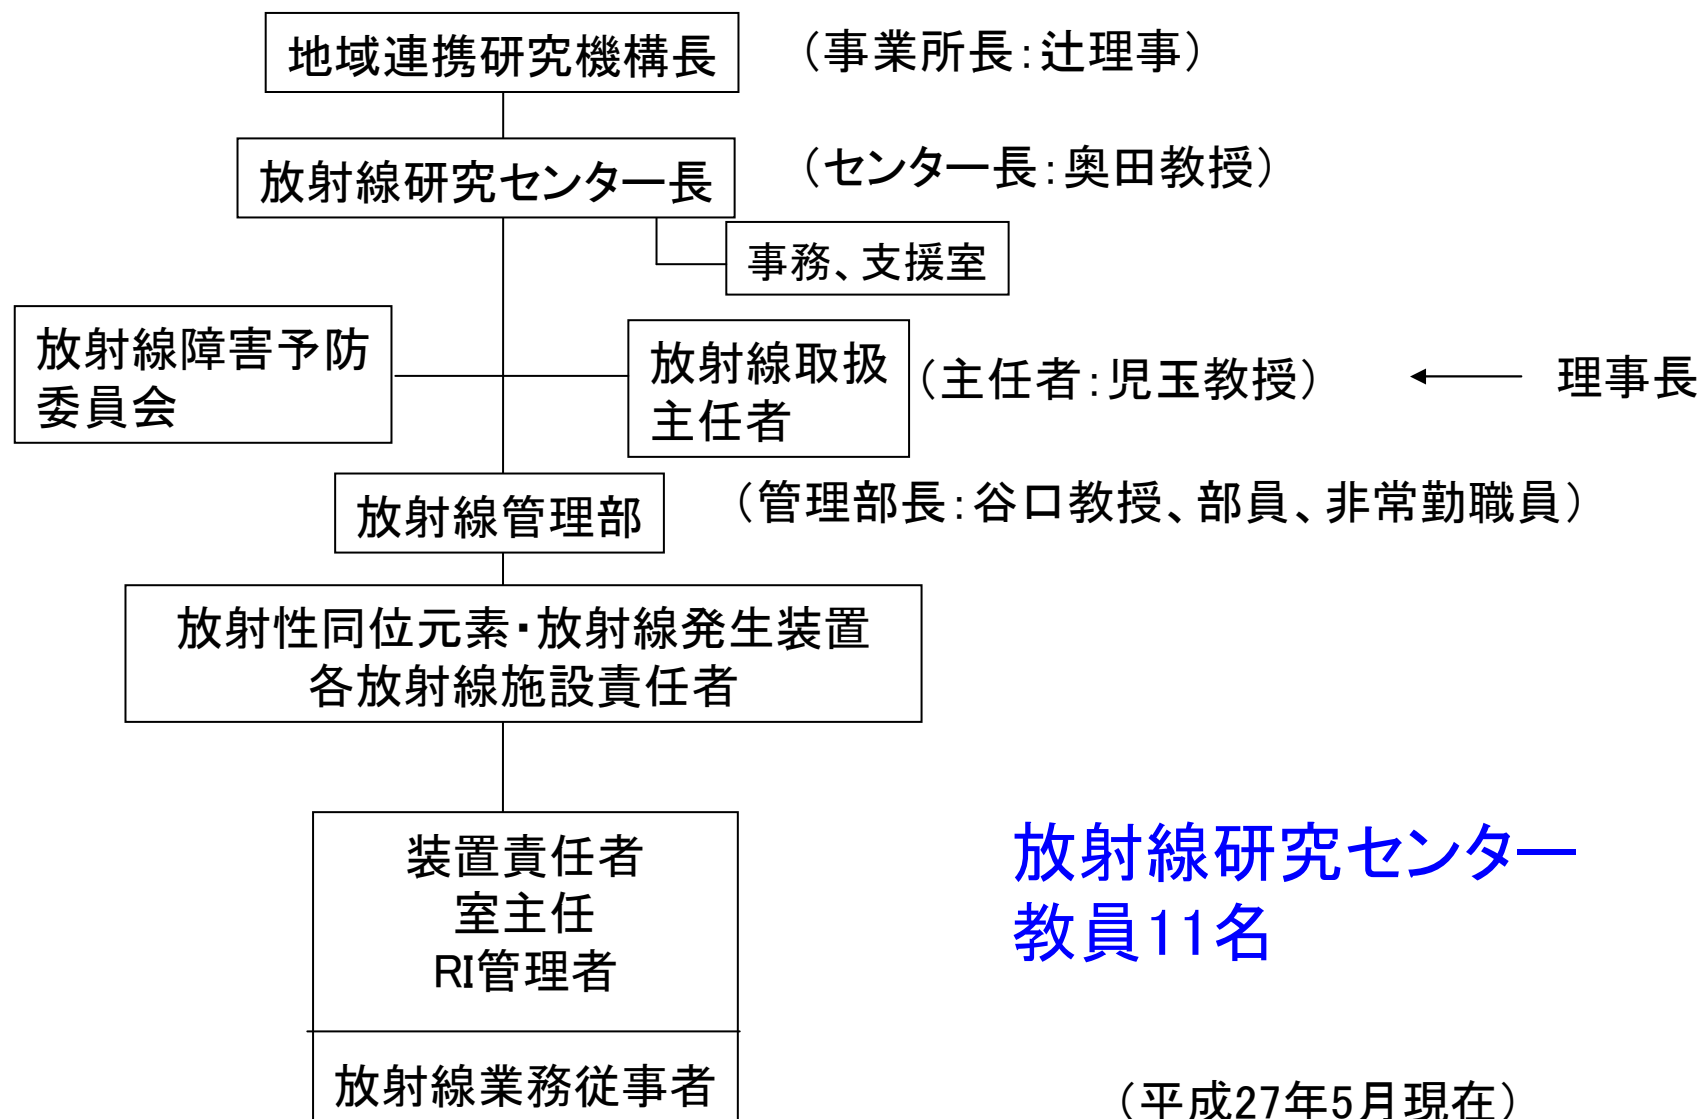 地域連携研究機構長
（事業所長：辻理事）
放射線研究センター長
（センター長：奥田教授）
事務、支援室
放射線障害予防
委員会
放射線取扱
主任者
（主任者：児玉教授）
理事長
放射線管理部
（管理部長：谷口教授、部員、非常勤職員）
放射性同位元素・放射線発生装置
各放射線施設責任者
装置責任者
室主任
RI管理者
放射線業務従事者
放射線研究センター
教員11名
（平成27年5月現在）